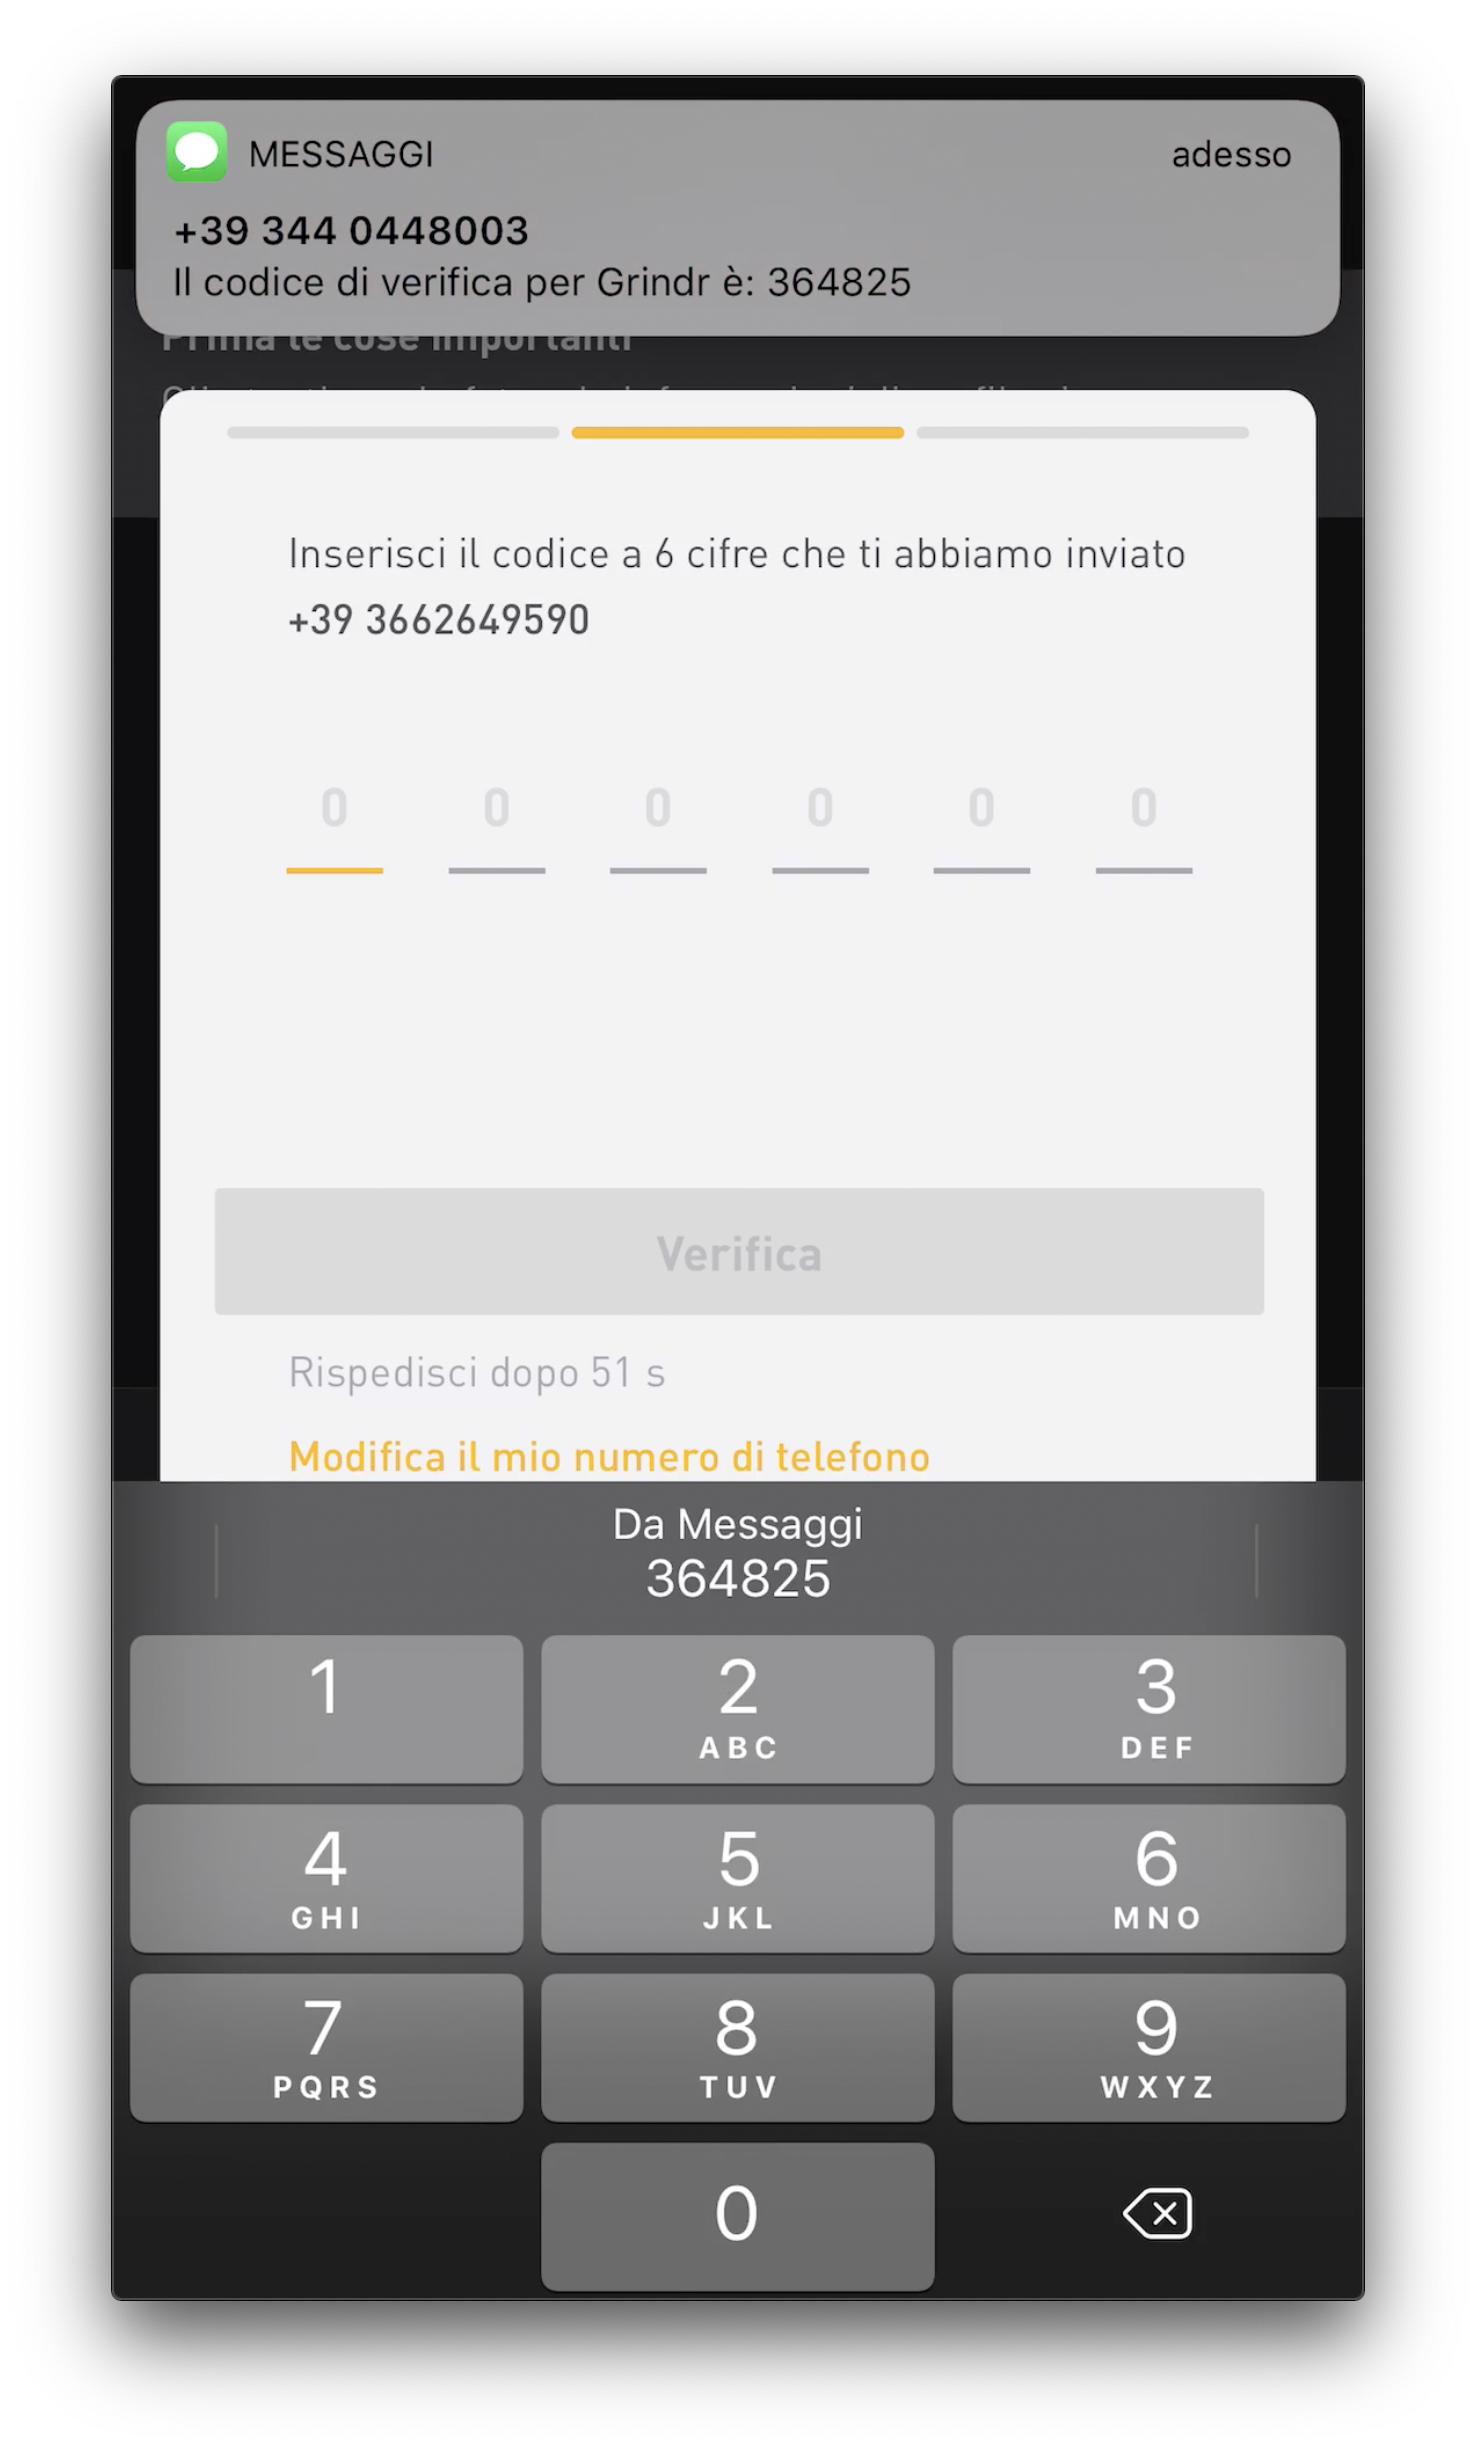 MESSAGGI adesso
+39 344 0448003
Il codice di verifica per Grindr è: 364825
Prima le cose importanti
Inserisci il codice a 6 cifre che ti abbiamo inviato
+39 3662649590
0 0 0 0 0 0
Verifica
Rispedisci dopo 51 s
Modifica il mio numero di telefono
Da Messaggi
364825
1 2 3
ABC DEF
4 5 6
GHI JKL MNO
7 8 9
PQRS TUV WXYZ
0